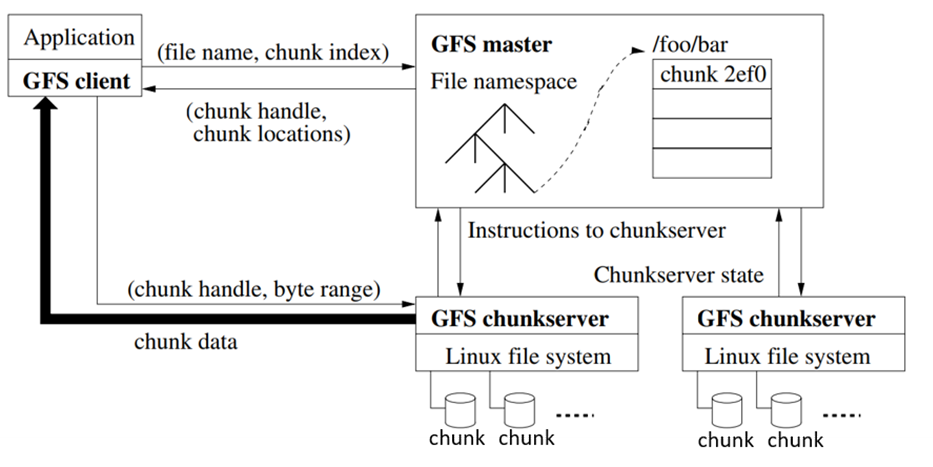 Application
GFS client
(file name, chunk index)
(chunk handle,
chunk locations)
GFS master
File namespace
/foo/bar
chunk 2ef0
Instructions to chunkserver
Chunkserver state
(chunk handle, byte range)
chunk data
GFS chunkserver
Linux file system
chunk chunk
GFS chunkserver
Linux file system
chunk chunk